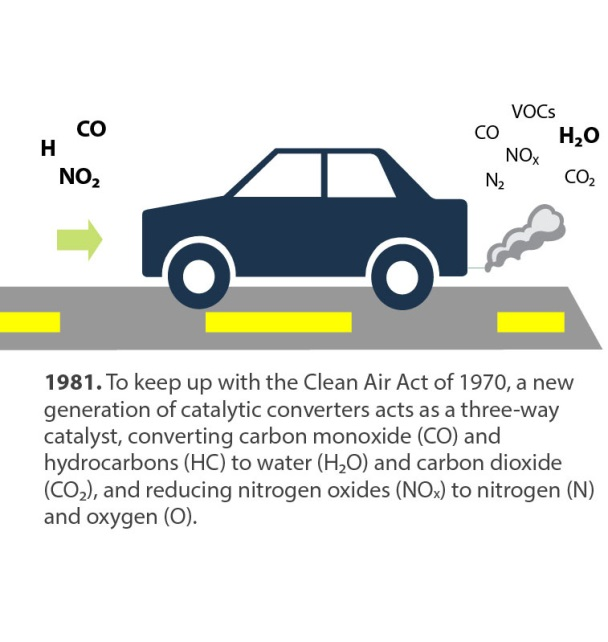 VOCs
CO
CO
H₂O
H
NOₓ
NO₂
N₂
CO₂
1981. To keep up with the Clean Air Act of 1970, a new
generation of catalytic converters acts as a three-way
catalyst, converting carbon monoxide (CO) and
hydrocarbons (HC) to water (H₂O) and carbon dioxide
(CO₂), and reducing nitrogen oxides (NOₓ) to nitrogen (N)
and oxygen (O).